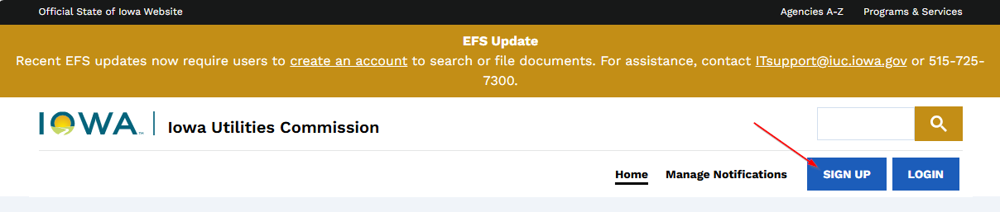 Official State of Iowa Website
Agencies A-Z
Programs & Services
EFS Update
Recent EFS updates now require users to create an account to search or file documents. For assistance, contact ITsupport@iuc.iowa.gov or 515-725-
7300.
IOWA™
Iowa Utilities Commission
Home
Manage Notifications
SIGN UP
LOGIN